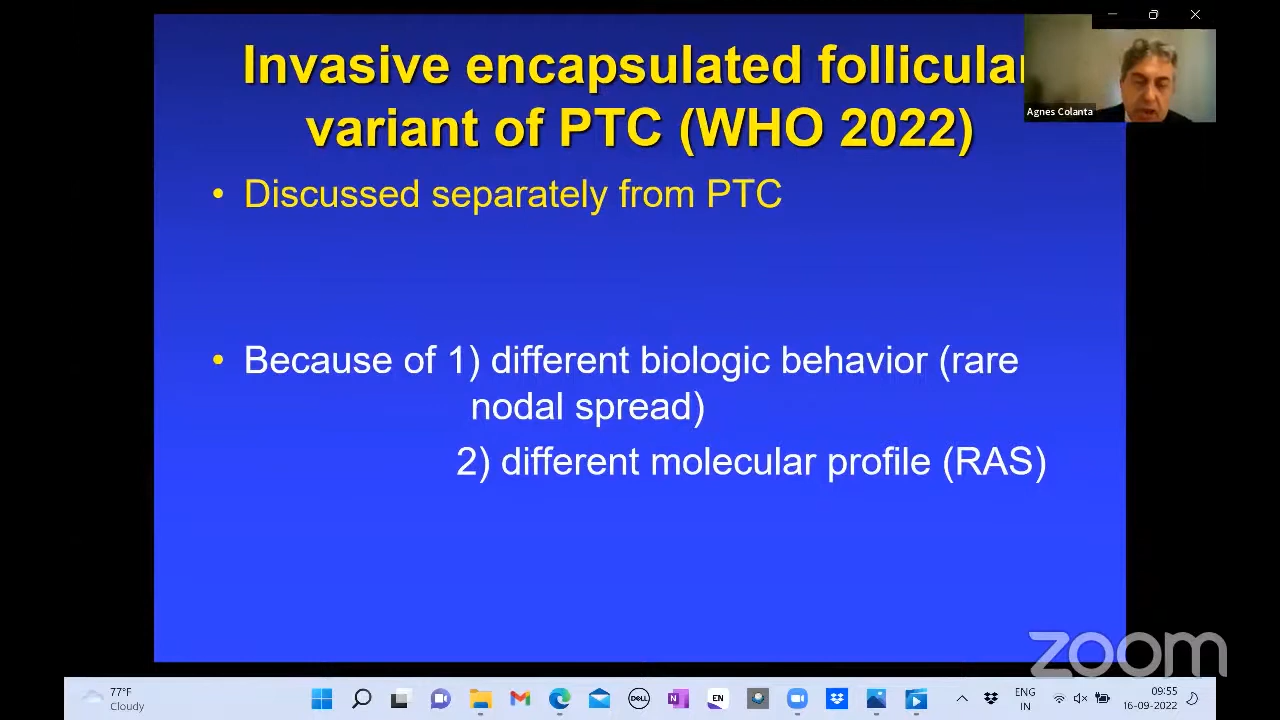 Invasive encapsulated follicular
variant of PTC (WHO 2022)
Agnes Colanta
• Discussed separately from PTC
• Because of 1) different biologic behavior (rare
nodal spread)
2) different molecular profile (RAS)
zoom
77°F
Cloudy
DELL
N
EN
ENG
IN
09:55
16-09-2022